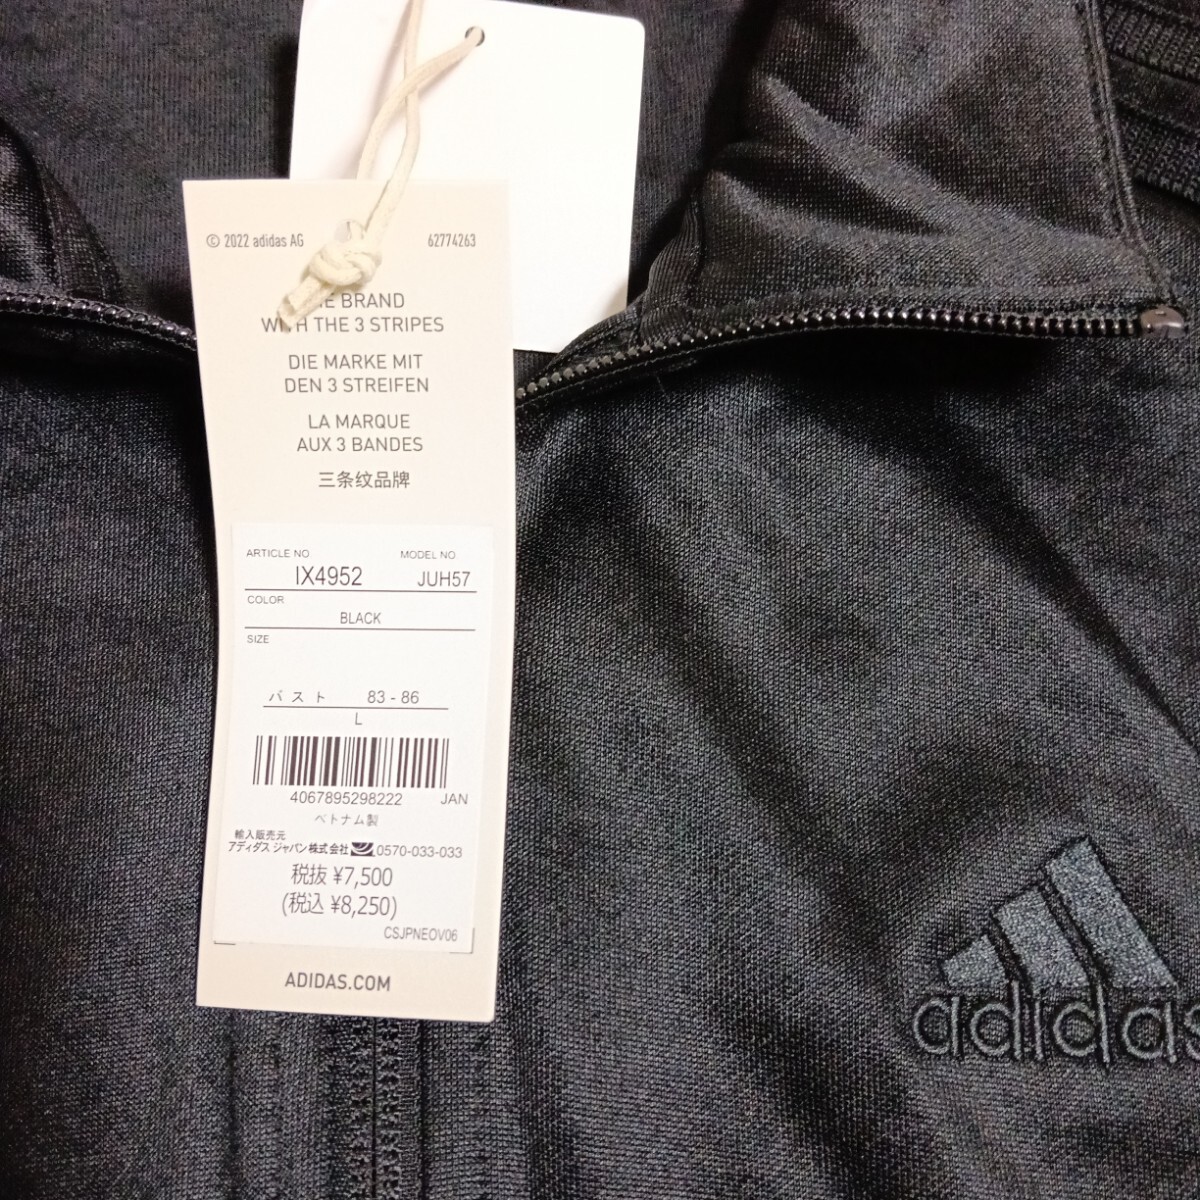 © 2022 adidas AG 62774263
BRAND
WITH THE 3 STRIPES
DIE MARKE MIT
DEN 3 STREIFEN
LA MARQUE
AUX 3 BANDES
三条纹品牌
ARTICLE NO MODEL NO.
IX4952 JUH57
COLOR
BLACK
SIZE
バスト 83 - 86
L
4067895298222 JAN
ベトナム製
輸入販売元
アディダス ジャパン株式会社 0570-033-033
税抜 ¥7,500
(税込 ¥8,250)
CSJPNEOV06
ADIDAS.COM
adidas